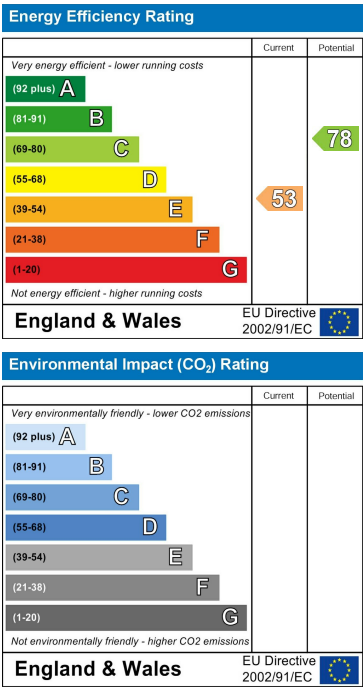 Energy Efficiency Rating
Current Potential
Very energy efficient - lower running costs
(92 plus) A
(81-91) B
(69-80) C
78
(55-68) D
(39-54) E
53
(21-38) F
(1-20) G
Not energy efficient - higher running costs
England & Wales
EU Directive
2002/91/EC
Environmental Impact (CO₂) Rating
Current Potential
Very environmentally friendly - lower CO2 emissions
(92 plus) A
(81-91) B
(69-80) C
(55-68) D
(39-54) E
(21-38) F
(1-20) G
Not environmentally friendly - higher CO2 emissions
England & Wales
EU Directive
2002/91/EC